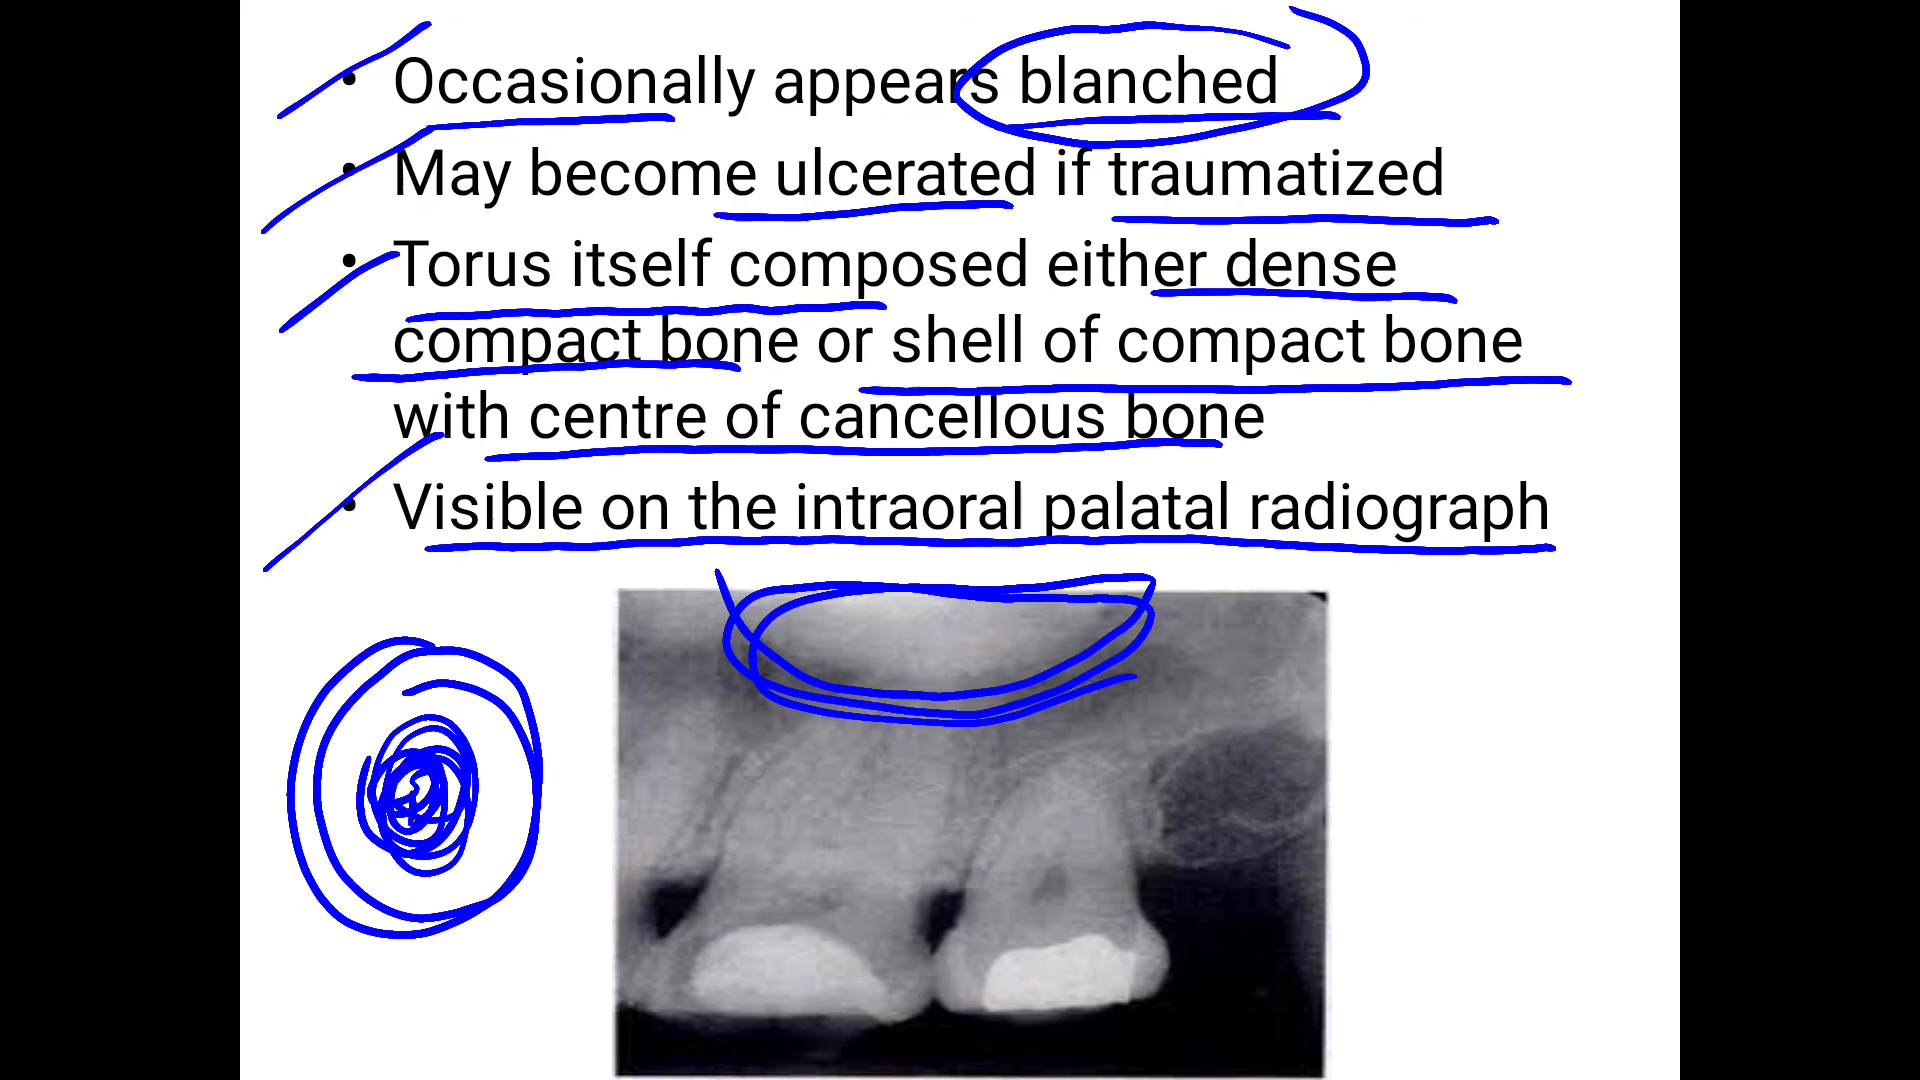 • Occasionally appears blanched
• May become ulcerated if traumatized
• Torus itself composed either dense
compact bone or shell of compact bone
with centre of cancellous bone
• Visible on the intraoral palatal radiograph